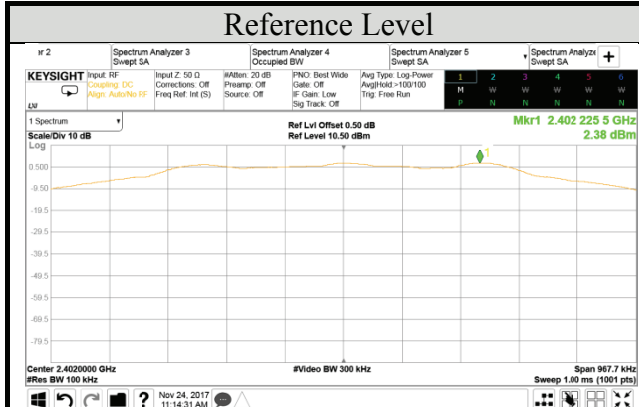 Reference Level
er 2 Spectrum Analyzer 3 Spectrum Analyzer 4 Spectrum Analyzer 5 Spectrum Analyze
Swept SA Occupied BW Swept SA Swept SA +
KEYSIGHT Input: RF Input Z: 50 Ω #Atten: 20 dB PNO: Best Wide Avg Type: Log-Power 1 2 3 4 5 6
Coupling: DC Corrections: Off Preamp: Off Gate: Off Avg|Hold:>100/100 M W W W W W
Align: Auto/No RF Freq Ref: Int (S) Source: Off IF Gain: Low Trig: Free Run
Sig Track: Off P N N N N N
LXI
1 Spectrum Ref Lvl Offset 0.50 dB Mkr1 2.402 225 5 GHz
Scale/Div 10 dB Ref Level 10.50 dBm 2.38 dBm
Log
1
0.500
-9.50
-19.5
-29.5
-39.5
-49.5
-59.5
-69.5
-79.5
Center 2.4020000 GHz #Video BW 300 kHz Span 967.7 kHz
#Res BW 100 kHz Sweep 1.00 ms (1001 pts)
? Nov 24, 2017
11:14:31 AM